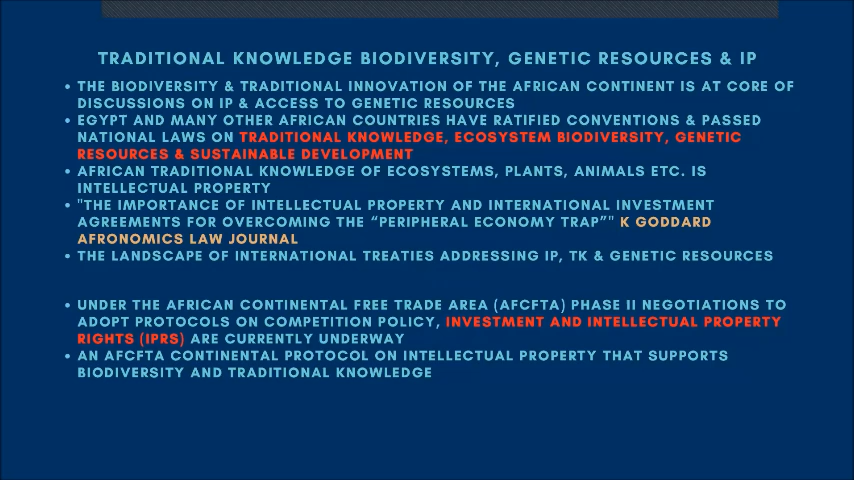 TRADITIONAL KNOWLEDGE BIODIVERSITY, GENETIC RESOURCES & IP
• THE BIODIVERSITY & TRADITIONAL INNOVATION OF THE AFRICAN CONTINENT IS AT CORE OF
DISCUSSIONS ON IP & ACCESS TO GENETIC RESOURCES
• EGYPT AND MANY OTHER AFRICAN COUNTRIES HAVE RATIFIED CONVENTIONS & PASSED
NATIONAL LAWS ON TRADITIONAL KNOWLEDGE, ECOSYSTEM BIODIVERSITY, GENETIC
RESOURCES & SUSTAINABLE DEVELOPMENT
• AFRICAN TRADITIONAL KNOWLEDGE OF ECOSYSTEMS, PLANTS, ANIMALS ETC. IS
INTELLECTUAL PROPERTY
• "THE IMPORTANCE OF INTELLECTUAL PROPERTY AND INTERNATIONAL INVESTMENT
AGREEMENTS FOR OVERCOMING THE “PERIPHERAL ECONOMY TRAP”" K GODDARD
AFRONOMICS LAW JOURNAL
• THE LANDSCAPE OF INTERNATIONAL TREATIES ADDRESSING IP, TK & GENETIC RESOURCES
• UNDER THE AFRICAN CONTINENTAL FREE TRADE AREA (AFCFTA) PHASE II NEGOTIATIONS TO
ADOPT PROTOCOLS ON COMPETITION POLICY, INVESTMENT AND INTELLECTUAL PROPERTY
RIGHTS (IPRS) ARE CURRENTLY UNDERWAY
• AN AFCFTA CONTINENTAL PROTOCOL ON INTELLECTUAL PROPERTY THAT SUPPORTS
BIODIVERSITY AND TRADITIONAL KNOWLEDGE